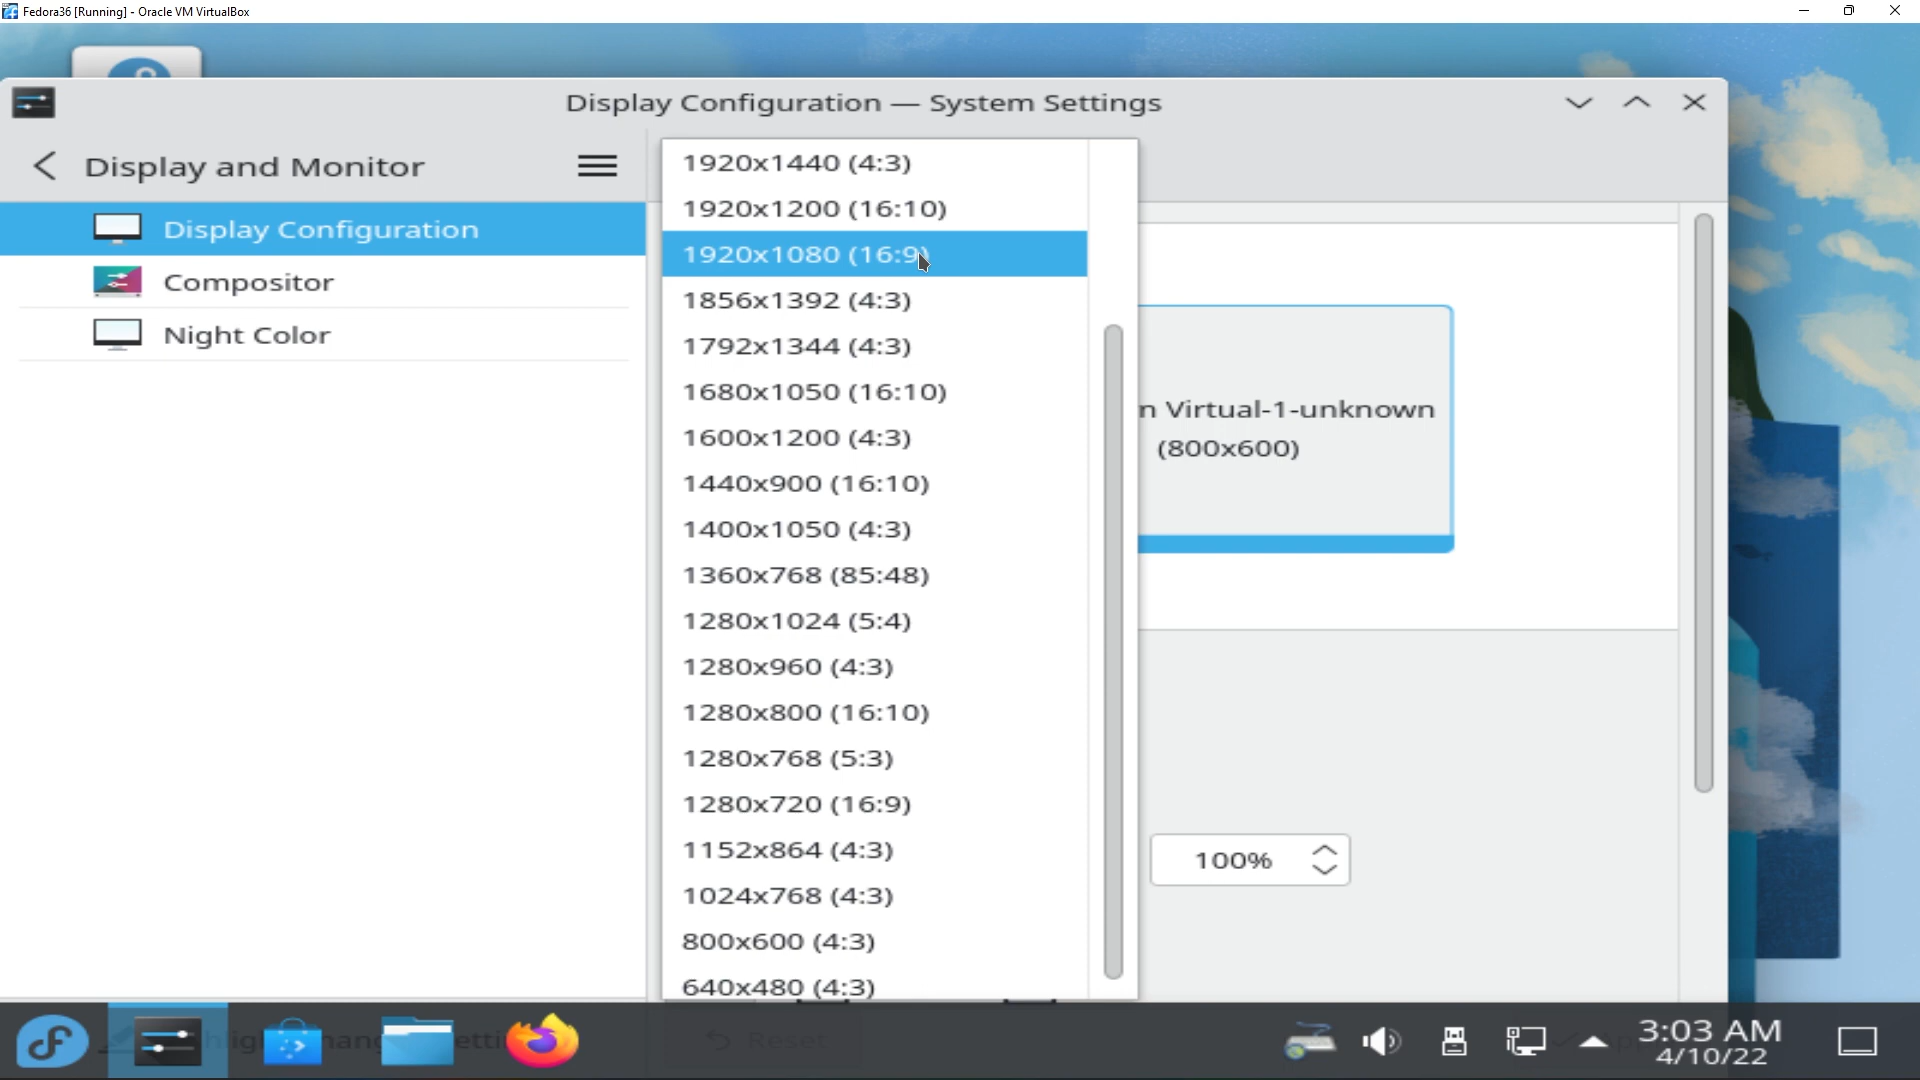 Fedora36 [Running] - Oracle VM VirtualBox
Display Configuration — System Settings
Display and Monitor
Display Configuration
Compositor
Night Color
1920x1440 (4:3)
1920x1200 (16:10)
1920x1080 (16:9)
1856x1392 (4:3)
1792x1344 (4:3)
1680x1050 (16:10)
1600x1200 (4:3)
1440x900 (16:10)
1400x1050 (4:3)
1360x768 (85:48)
1280x1024 (5:4)
1280x960 (4:3)
1280x800 (16:10)
1280x768 (5:3)
1280x720 (16:9)
1152x864 (4:3)
1024x768 (4:3)
800x600 (4:3)
640x480 (4:3)
n Virtual-1-unknown
(800x600)
100%
Reset
3:03 AM
4/10/22